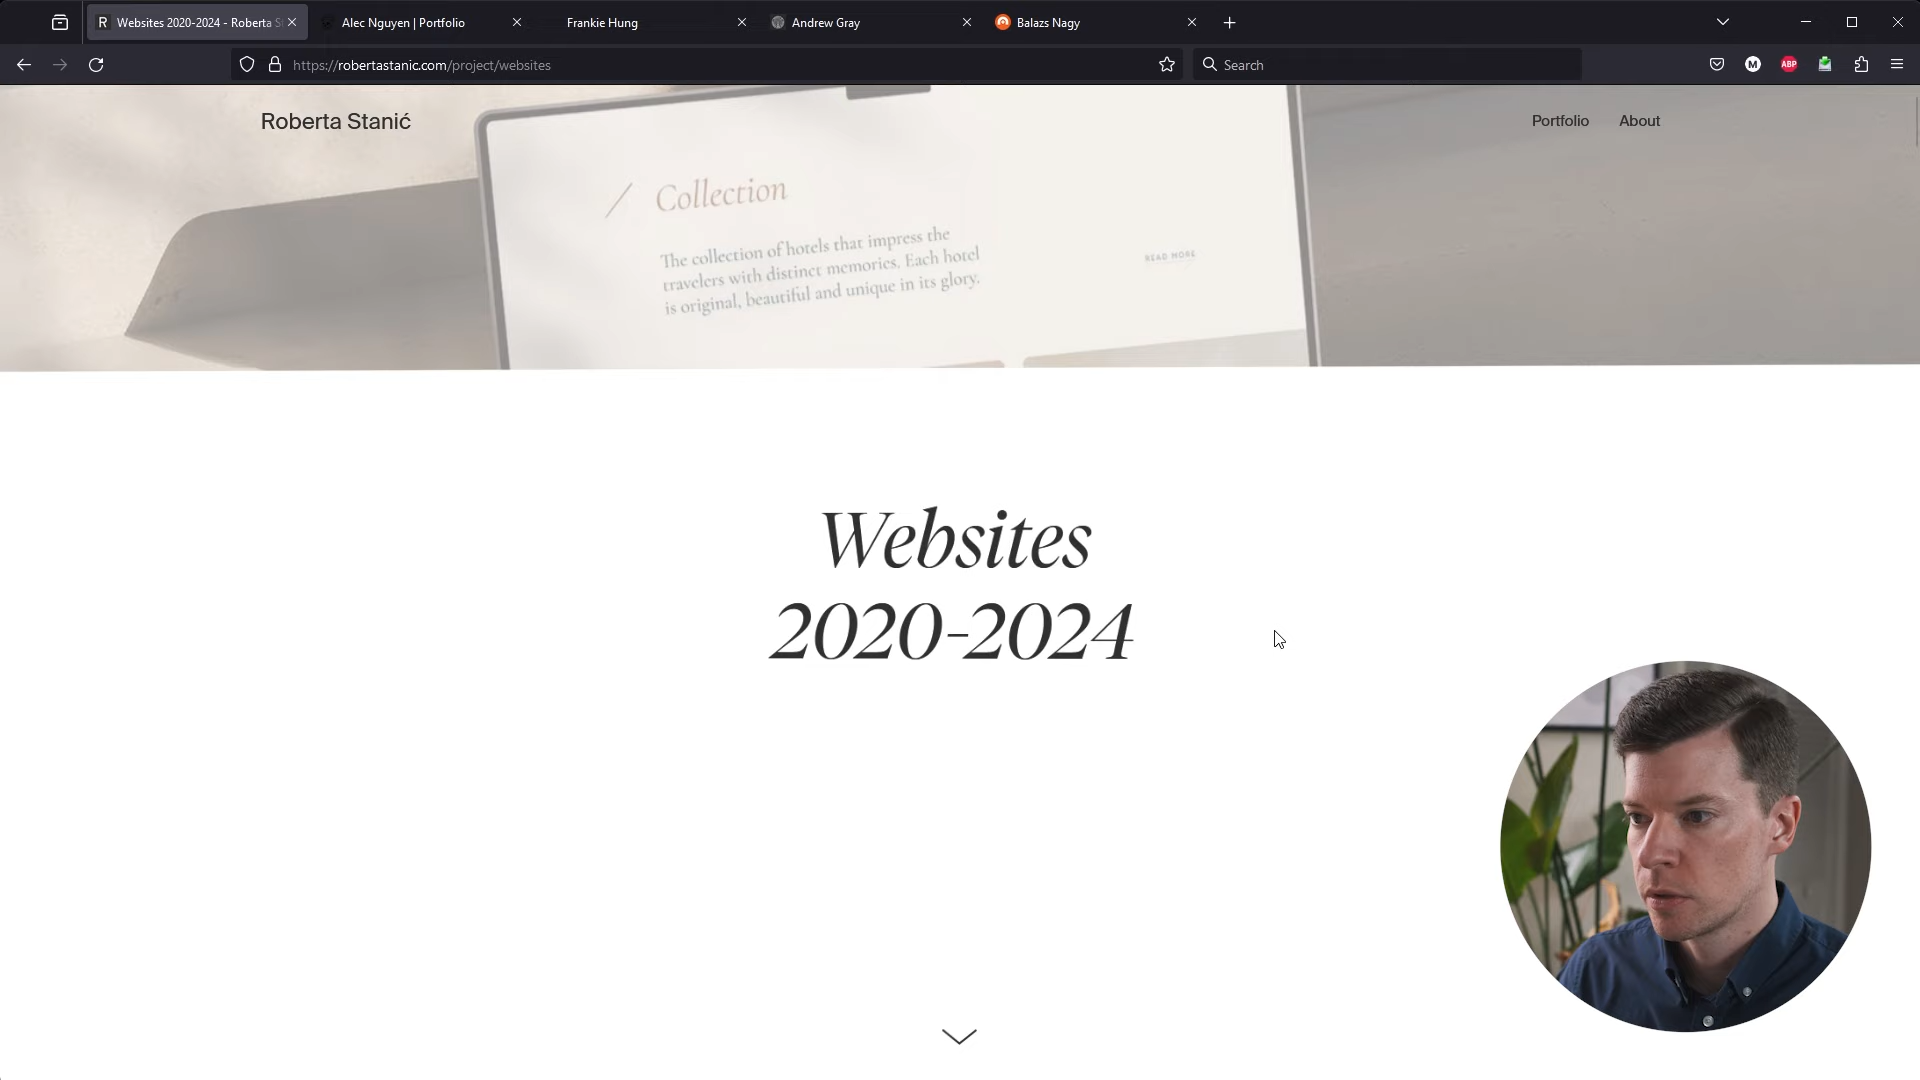 Websites 2020-2024 - Roberta S
Alec Nguyen | Portfolio
Frankie Hung
Andrew Gray
Balazs Nagy
https://robertastanic.com/project/websites
Search
M
ABP
Roberta Stanić
Portfolio
About
Collection
The collection of hotels that impress the
travelers with distinct memories. Each hotel
is original, beautiful and unique in its glory.
READ MORE
Websites
2020-2024